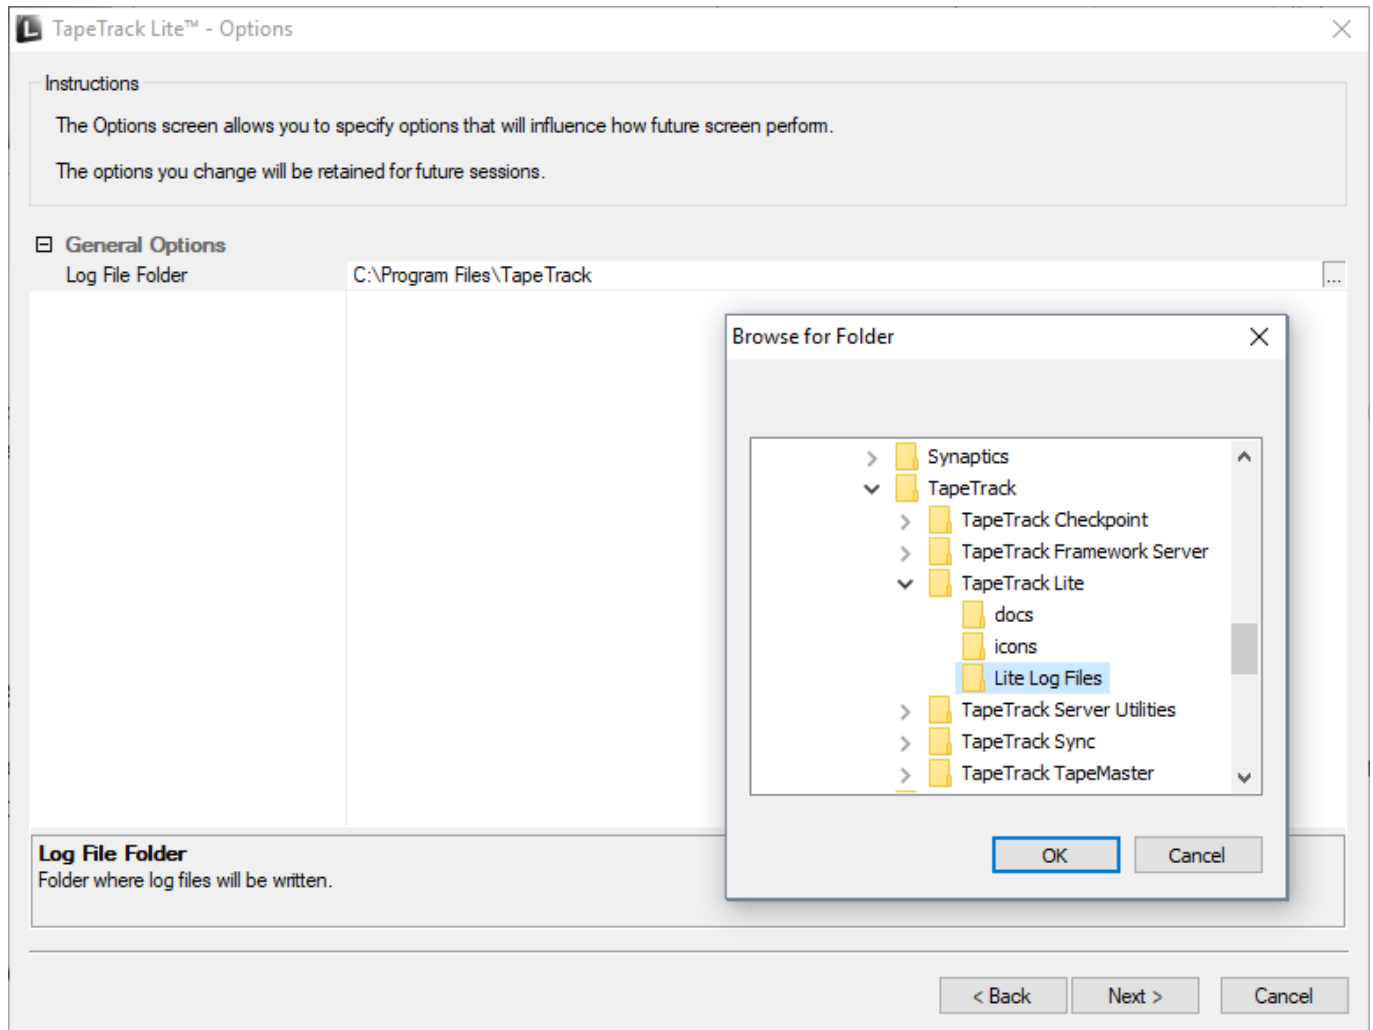 TapeTrack Lite™ - Options
Instructions
The Options screen allows you to specify options that will influence how future screen perform.
The options you change will be retained for future sessions.
General Options
Log File Folder
C:\Program Files\TapeTrack
...
Browse for Folder
Synaptics
TapeTrack
TapeTrack Checkpoint
TapeTrack Framework Server
TapeTrack Lite
docs
icons
Lite Log Files
TapeTrack Server Utilities
TapeTrack Sync
TapeTrack TapeMaster
OK
Cancel
Log File Folder
Folder where log files will be written.
< Back
Next >
Cancel